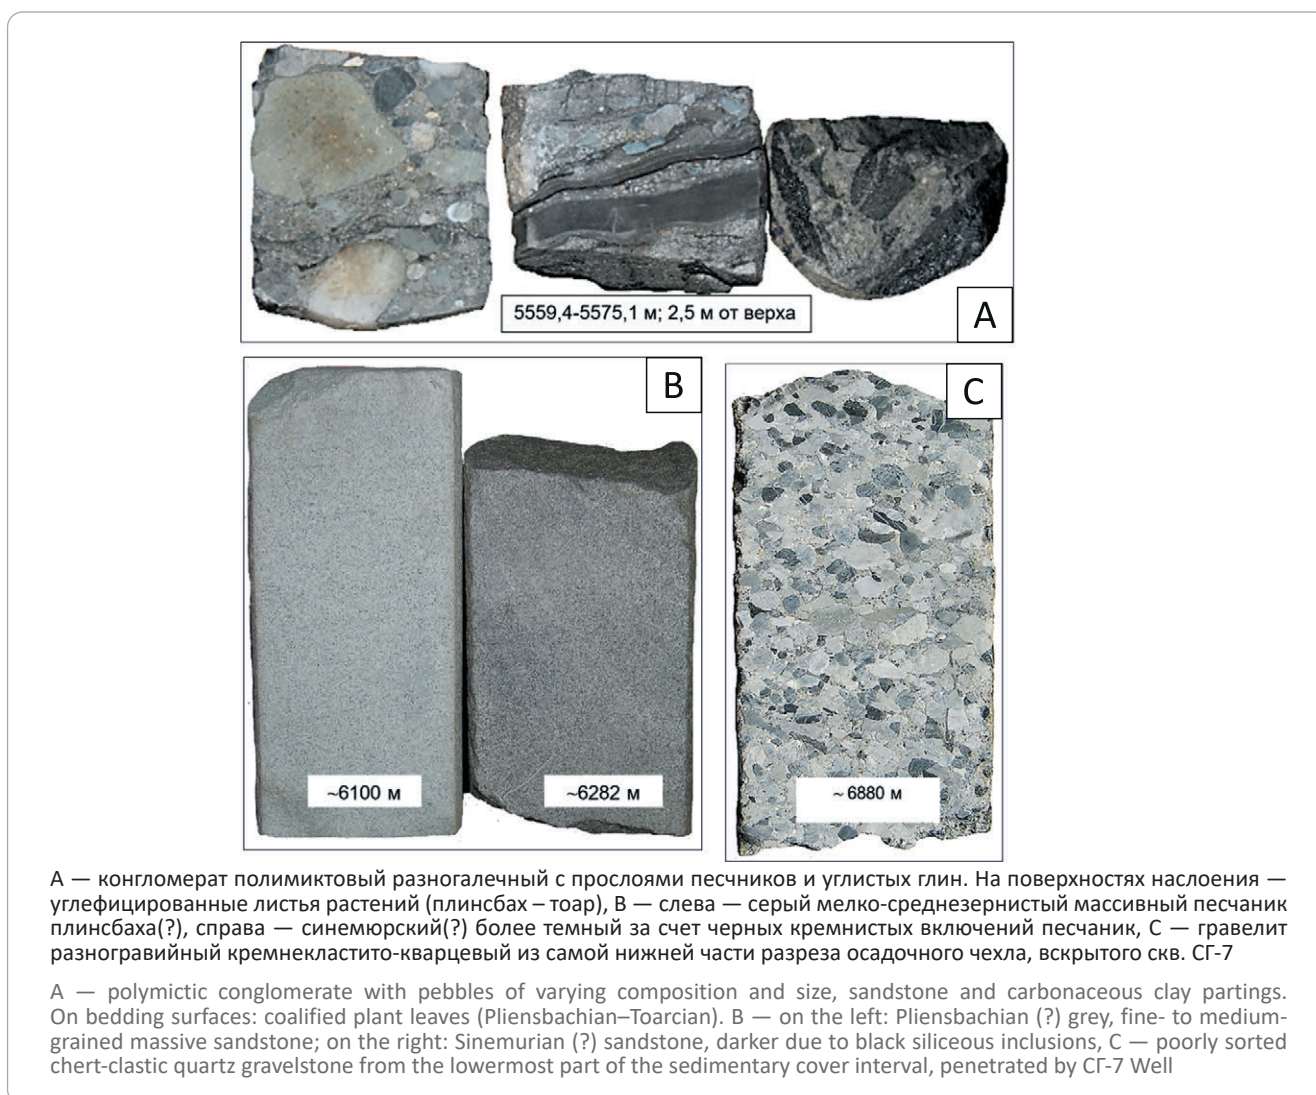 5559,4-5575,1 м; 2,5 м от верха
A
B
C
~6100 м
~6282 м
~ 6880 м
A — конгломерат полимиктовый разногалечный с прослоями песчников и углистых глин. На поверхностях наслоения —
углефицированные листья растений (плинсбах – тоар), B — слева — серый мелко-среднезернистый массивный песчаник
плинсбаха(?), справа — синемюрский(?) более темный за счет черных кремнистых включений песчаник, C — гравелит
разногравийный кремнекластито-кварцевый из самой нижней части разреза осадочного чехла, вскрытого скв. СГ-7
A — polymictic conglomerate with pebbles of varying composition and size, sandstone and carbonaceous clay partings.
On bedding surfaces: coalified plant leaves (Pliensbachian–Toarcian). B — on the left: Pliensbachian (?) grey, fine- to medium-
grained massive sandstone; on the right: Sinemurian (?) sandstone, darker due to black siliceous inclusions, C — poorly sorted
chert-clastic quartz gravelstone from the lowermost part of the sedimentary cover interval, penetrated by СГ-7 Well